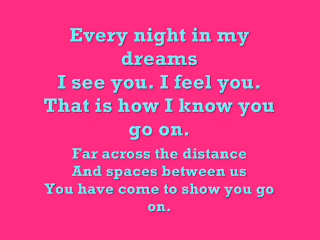 Every night in my
dreams
I see you. I feel you.
That is how I know you
go on.
Far across the distance
And spaces between us
You have come to show you go
on.